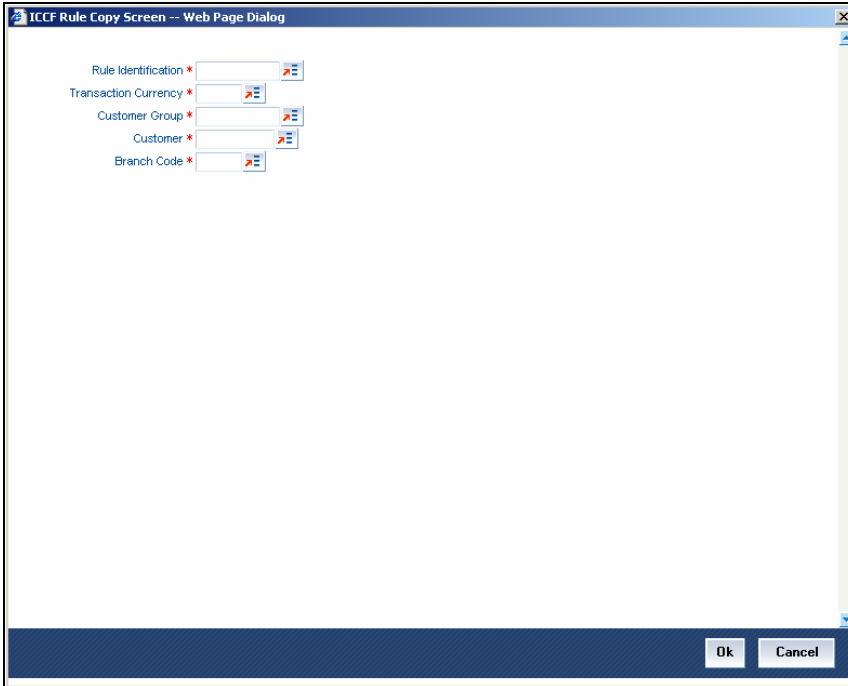 ICCF Rule Copy Screen -- Web Page Dialog
Rule Identification *
Transaction Currency *
Customer Group *
Customer *
Branch Code *
Ok Cancel